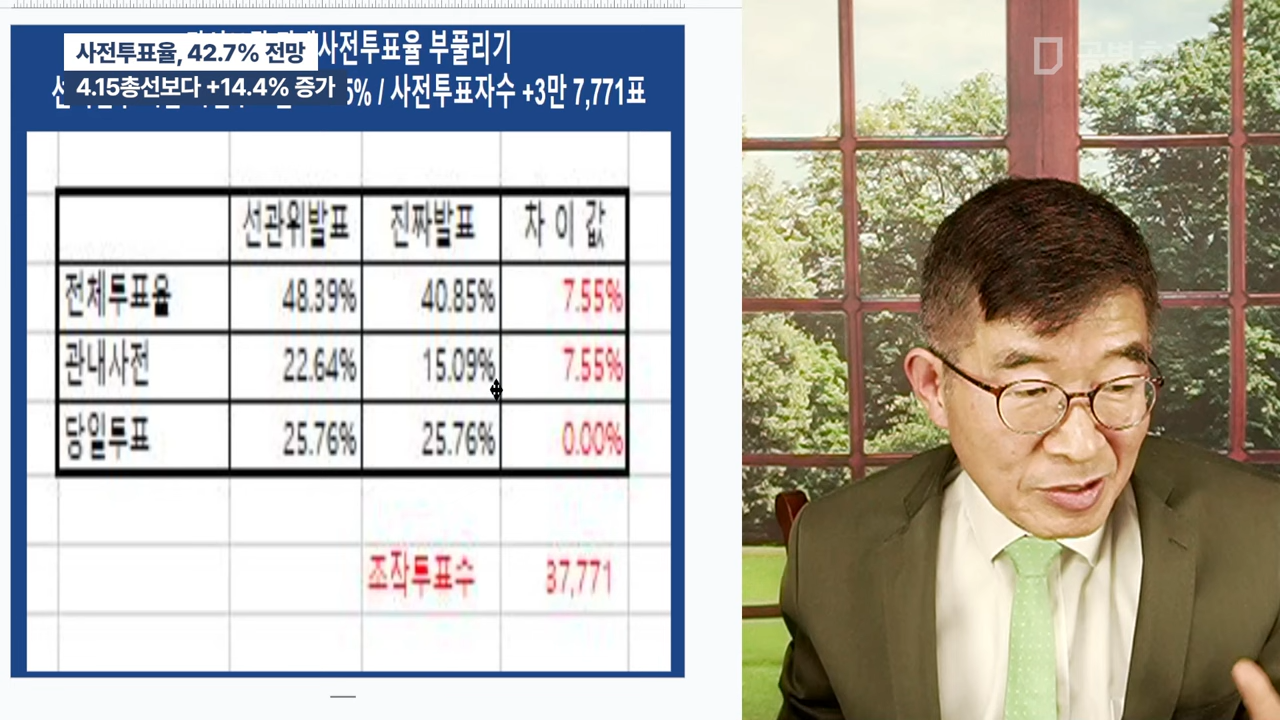 사전투표율, 42.7% 전망
사전투표율 부풀리기
4.15총선보다 +14.4% 증가
5% / 사전투표자수 +3만 7,771표
선관위발표 진짜발표 차 이 값
전체투표율 48.39% 40.85% 7.55%
관내사전 22.64% 15.09% 7.55%
당일투표 25.76% 25.76% 0.00%
조작투표수 37,771